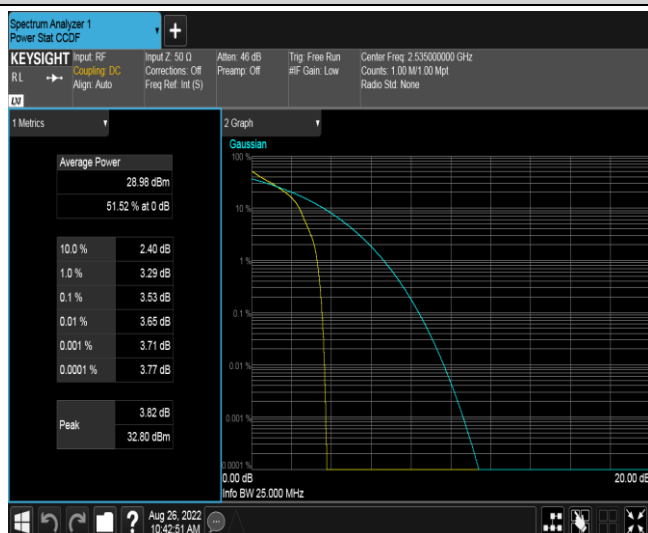 Spectrum Analyzer 1
Power Stat CCDF
KEYSIGHT
R L
LXI
Input: RF
Coupling: DC
Align: Auto
Input Z: 50 Ω
Corrections: Off
Freq Ref: Int (S)
Atten: 46 dB
Preamp: Off
Trig: Free Run
#IF Gain: Low
Center Freq: 2.535000000 GHz
Counts: 1.00 M/1.00 Mpt
Radio Std: None
1 Metrics
Average Power
28.98 dBm
51.52 % at 0 dB
10.0 % 2.40 dB
1.0 % 3.29 dB
0.1 % 3.53 dB
0.01 % 3.65 dB
0.001 % 3.71 dB
0.0001 % 3.77 dB
Peak
3.82 dB
32.80 dBm
2 Graph
Gaussian
100 %
10 %
1 %
0.1 %
0.01 %
0.001 %
0.0001 %
0.00 dB 20.00 dB
Info BW 25.000 MHz
Aug 26, 2022
10:42:51 AM